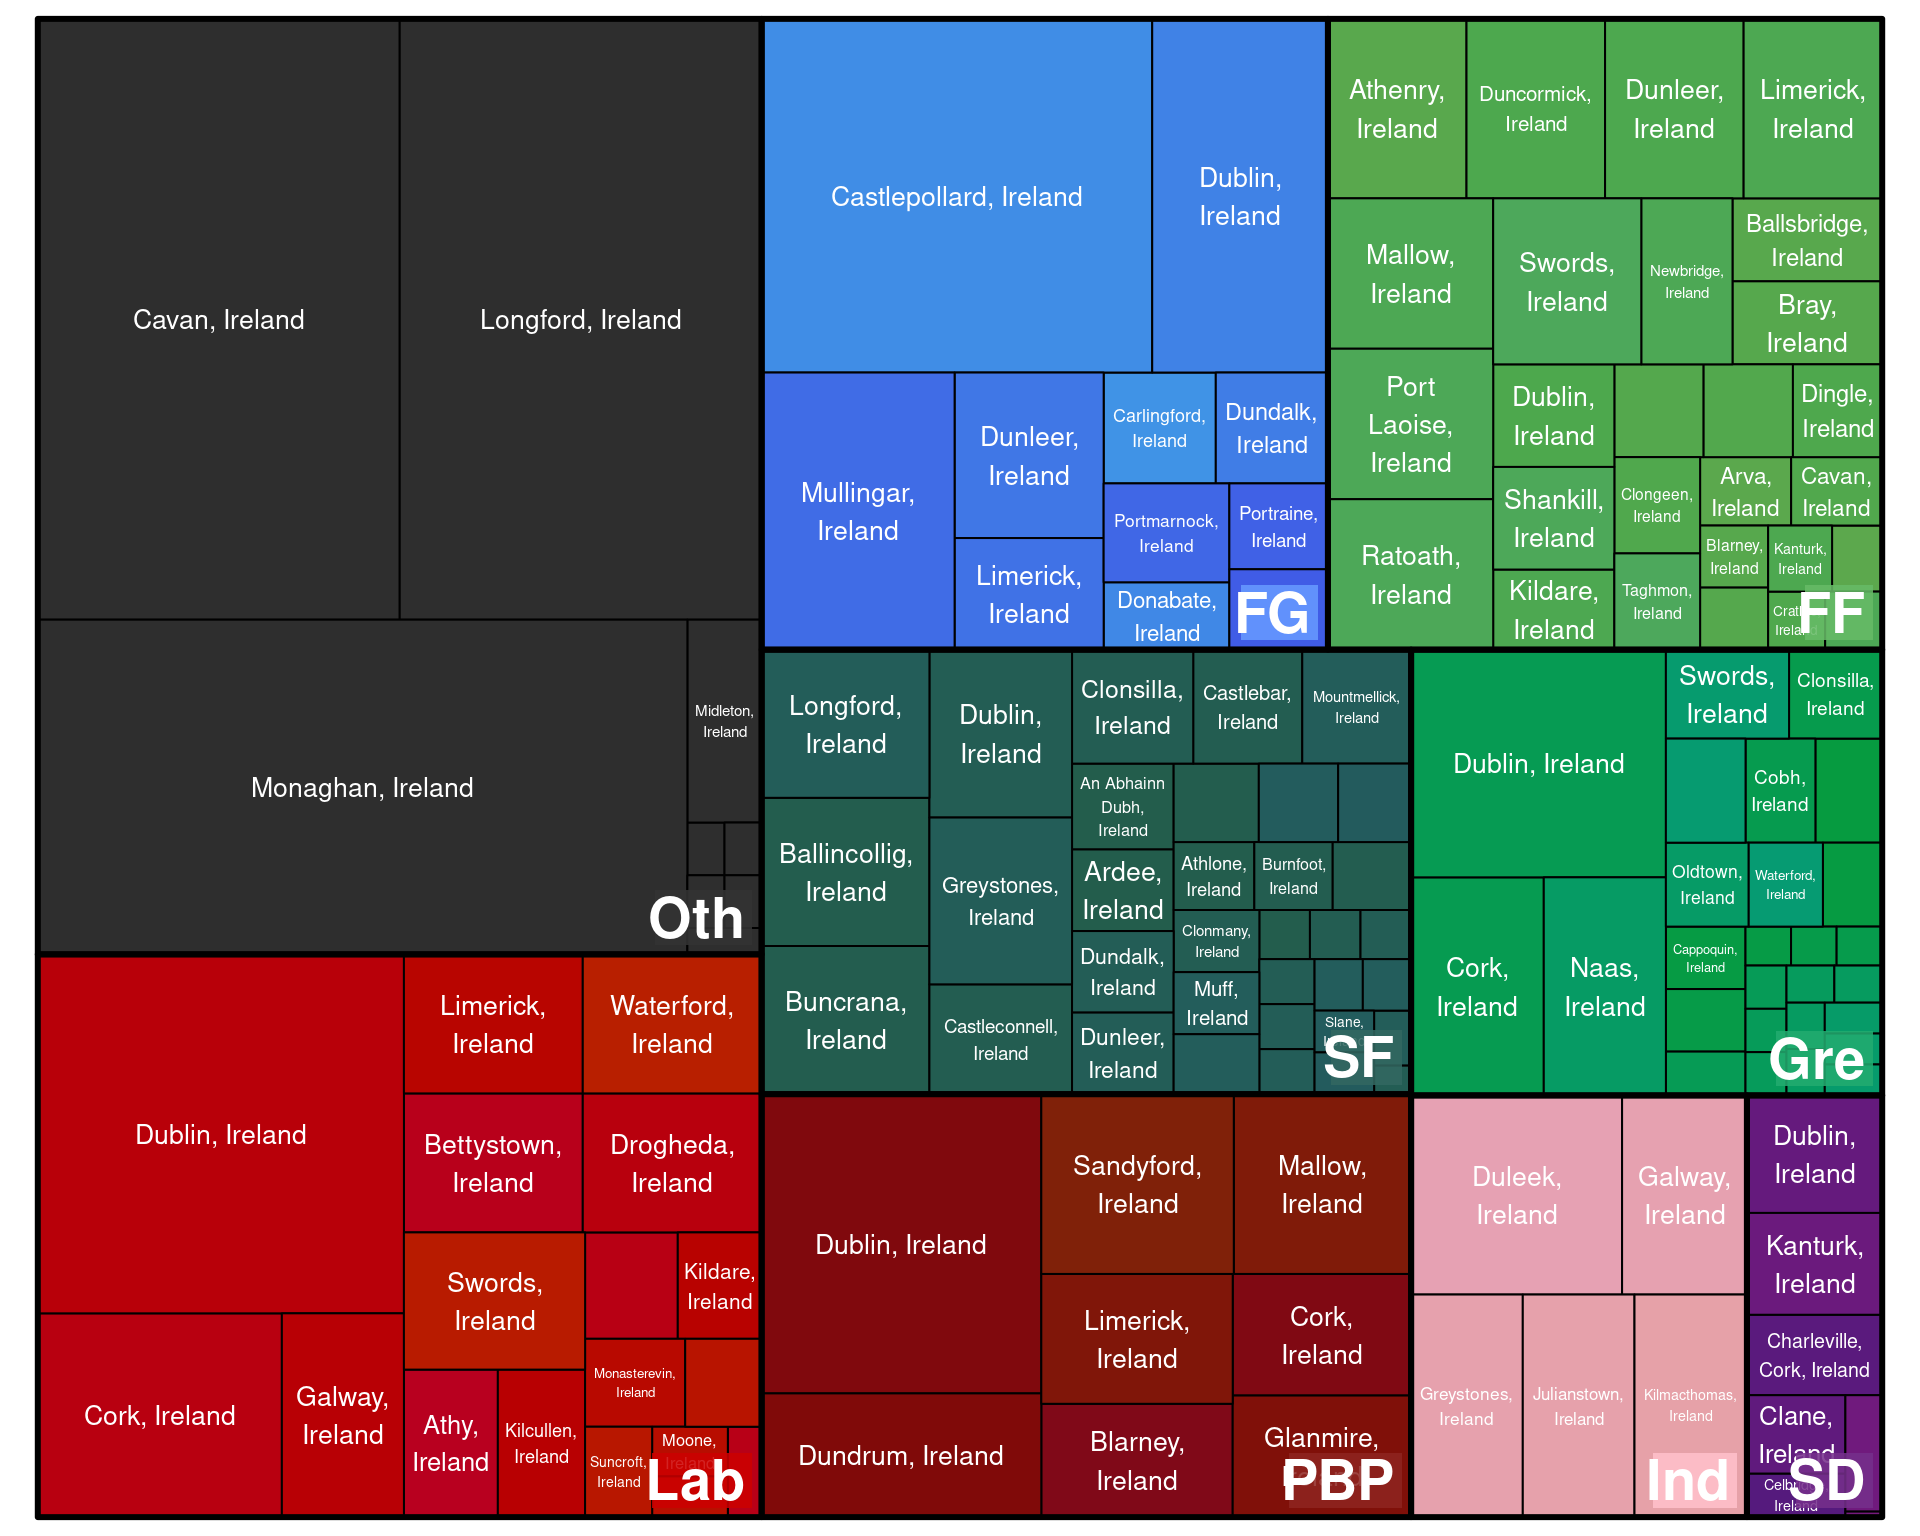 Cavan, Ireland
Longford, Ireland
Monaghan, Ireland
Midleton,
Ireland
Oth
Castlepollard, Ireland
Dublin,
Ireland
Mullingar,
Ireland
Dunleer,
Ireland
Limerick,
Ireland
Carlingford,
Ireland
Dundalk,
Ireland
Portmarnock,
Ireland
Portraine,
Ireland
Donabate,
Ireland
FG
Athenry,
Ireland
Duncormick,
Ireland
Dunleer,
Ireland
Limerick,
Ireland
Mallow,
Ireland
Swords,
Ireland
Newbridge,
Ireland
Ballsbridge,
Ireland
Bray,
Ireland
Port
Laoise,
Ireland
Ratoath,
Ireland
Dublin,
Ireland
Shankill,
Ireland
Kildare,
Ireland
Dingle,
Ireland
Clongeen,
Ireland
Taghmon,
Ireland
Arva,
Ireland
Cavan,
Ireland
Blarney,
Ireland
Kanturk,
Ireland
Ireland
FF
Longford,
Ireland
Ballincollig,
Ireland
Buncrana,
Ireland
Dublin,
Ireland
Greystones,
Ireland
Castleconnell,
Ireland
Clonsilla,
Ireland
Castlebar,
Ireland
Mountmellick,
Ireland
An Abhainn
Dubh,
Ireland
Ardee,
Ireland
Dundalk,
Ireland
Dunleer,
Ireland
Athlone,
Ireland
Burnfoot,
Ireland
Clonmany,
Ireland
Muff,
Ireland
Slane,
SF
Dublin, Ireland
Cork,
Ireland
Naas,
Ireland
Swords,
Ireland
Clonsilla,
Ireland
Cobh,
Ireland
Oldtown,
Ireland
Waterford,
Ireland
Cappoquin,
Ireland
Gre
Dublin, Ireland
Cork, Ireland
Galway,
Ireland
Limerick,
Ireland
Waterford,
Ireland
Bettystown,
Ireland
Drogheda,
Ireland
Swords,
Ireland
Kildare,
Ireland
Athy,
Ireland
Kilcullen,
Ireland
Monasterevin,
Ireland
Suncroft,
Ireland
Moone,
Ireland
Lab
Dublin, Ireland
Dundrum, Ireland
Sandyford,
Ireland
Mallow,
Ireland
Limerick,
Ireland
Cork,
Ireland
Blarney,
Ireland
Glanmire,
PBP
Duleek,
Ireland
Galway,
Ireland
Greystones,
Ireland
Julianstown,
Ireland
Kilmacthomas,
Ireland
Ind
Dublin,
Ireland
Kanturk,
Ireland
Charleville,
Cork, Ireland
Clane,
Ireland
Ireland
SD